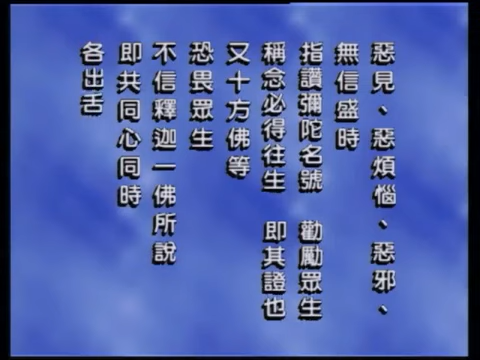 惡見、惡煩惱、惡邪、
無信盛時
指讚彌陀名號 勸勵眾生
稱念必得往生 即其證也
又十方佛等
恐畏眾生
不信釋迦一佛所說
即共同心同時
各出舌